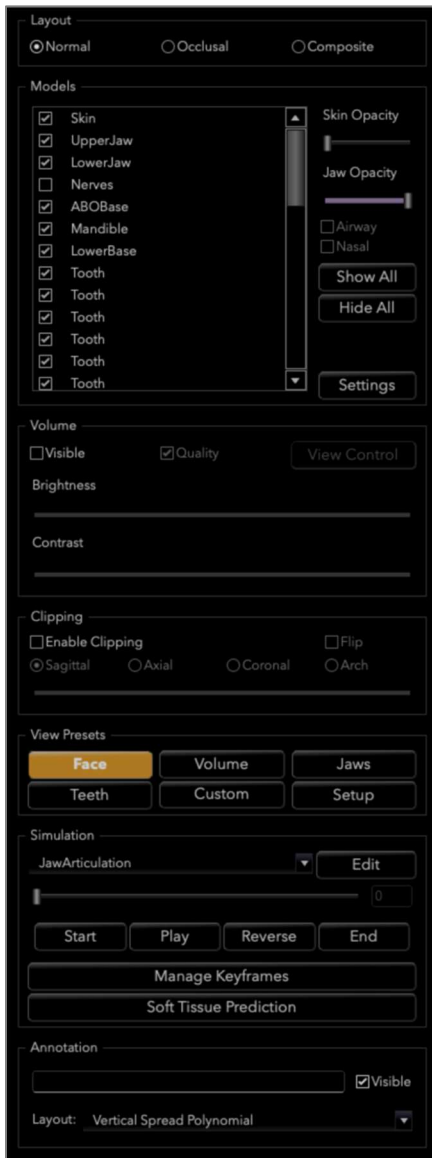 Layout
Normal Occlusal Composite
Models
Skin
UpperJaw
LowerJaw
Nerves
ABOBase
Mandible
LowerBase
Tooth
Tooth
Tooth
Tooth
Tooth
Tooth
Skin Opacity
Jaw Opacity
Airway
Nasal
Show All
Hide All
Settings
Volume
Visible Quality View Control
Brightness
Contrast
Clipping
Enable Clipping Flip
Sagittal Axial Coronal Arch
View Presets
Face Volume Jaws
Teeth Custom Setup
Simulation
JawArticulation Edit
0
Start Play Reverse End
Manage Keyframes
Soft Tissue Prediction
Annotation
Visible
Layout: Vertical Spread Polynomial